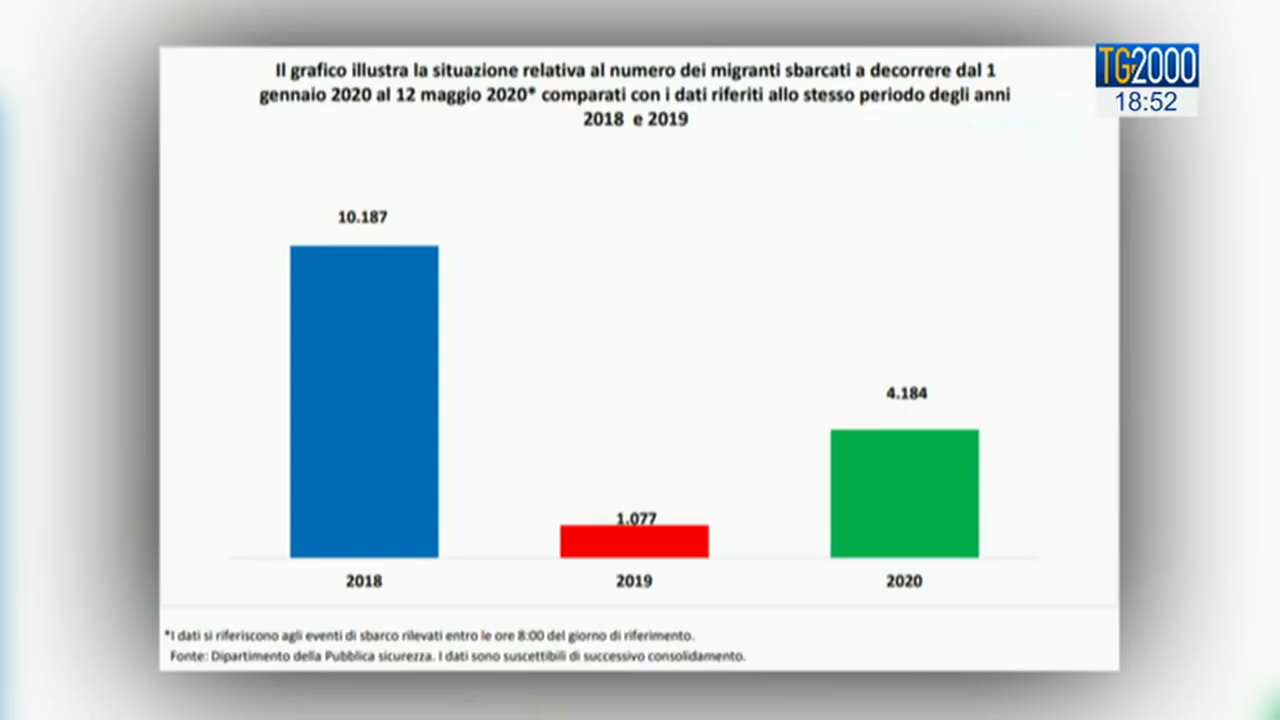 TG2000
18:52
Il grafico illustra la situazione relativa al numero dei migranti sbarcati a decorrere dal 1
gennaio 2020 al 12 maggio 2020* comparati con i dati riferiti allo stesso periodo degli anni
2018 e 2019
10.187
4.184
1.077
2018
2019
2020
*I dati si riferiscono agli eventi di sbarco rilevati entro le ore 8:00 del giorno di riferimento.
Fonte: Dipartimento della Pubblica sicurezza. I dati sono suscettibili di successivo consolidamento.